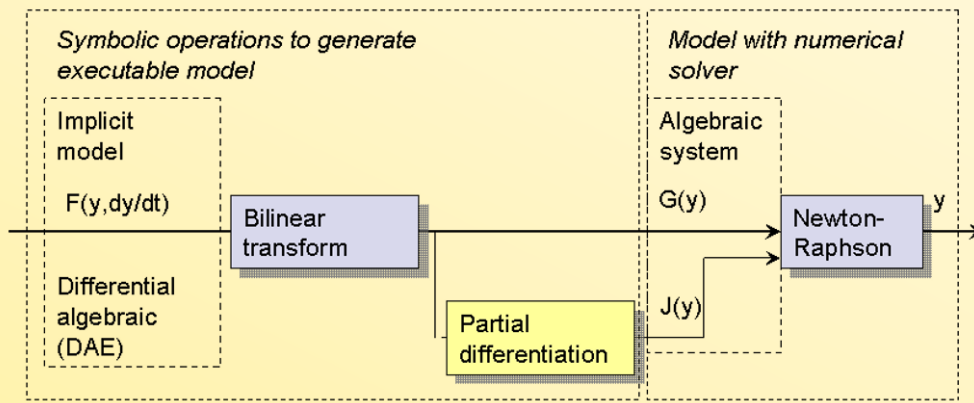 Symbolic operations to generate
executable model
Model with numerical
solver
Implicit
model
F(y,dy/dt)
Differential
algebraic
(DAE)
Bilinear
transform
Partial
differentiation
Algebraic
system
G(y)
J(y)
Newton-
Raphson
y